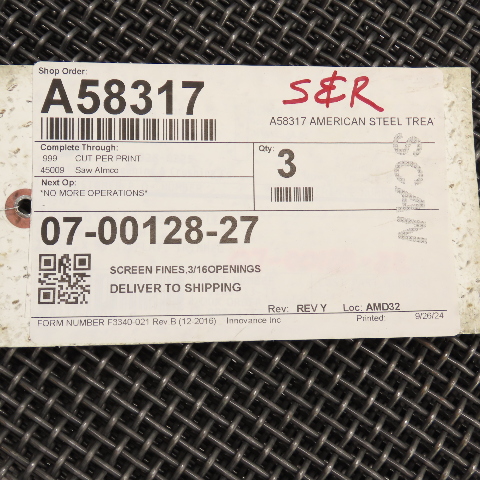 Shop Order:
A58317
S&R
A58317 AMERICAN STEEL TREA
Complete Through:
999 CUT PER PRINT
45009 Saw Almco
Qty:
3
Next Op:
*NO MORE OPERATIONS*
SCAN
07-00128-27
SCREEN FINES,3/16OPENINGS
DELIVER TO SHIPPING
Rev: REV Y Loc: AMD32
FORM NUMBER F3340-021 Rev B (12-2016) Innovance Inc Printed: 9/26/24